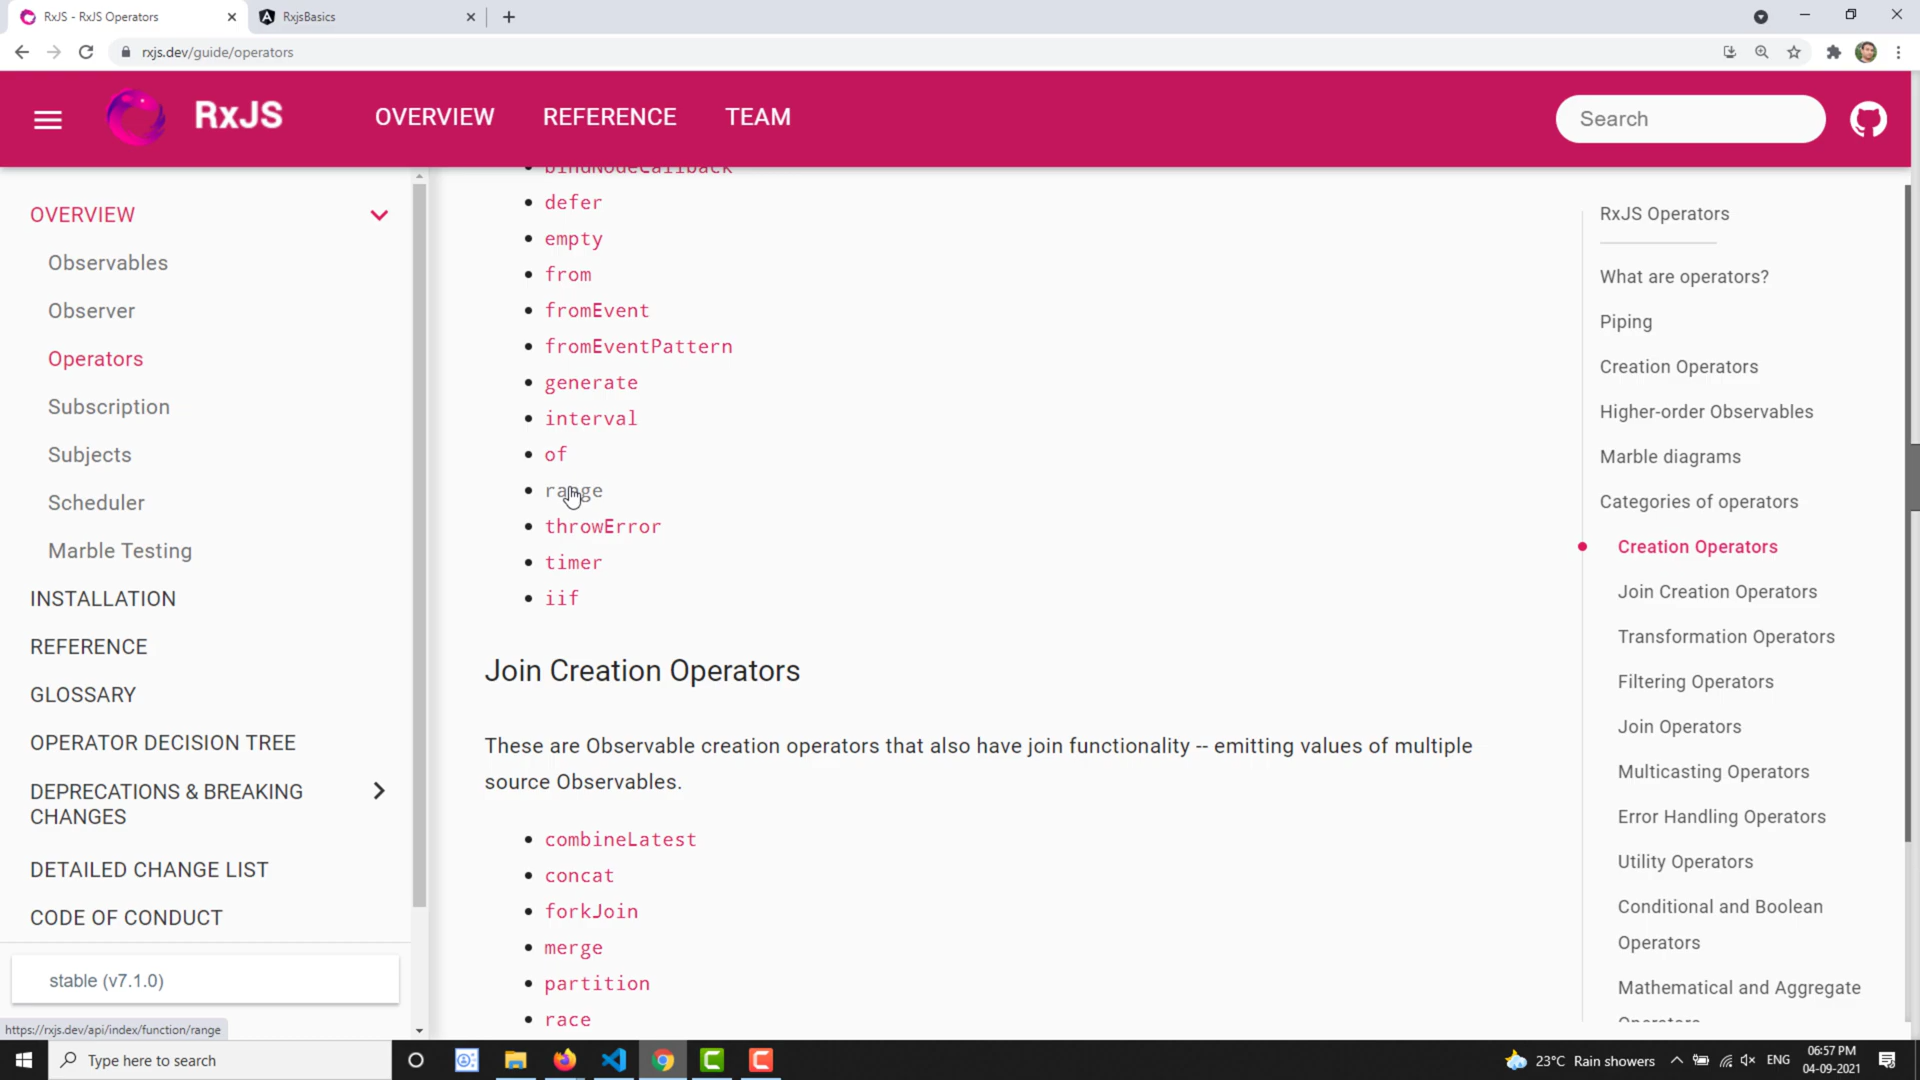 RxJS - RxJS Operators
RxjsBasics
rxjs.dev/guide/operators
RxJS
OVERVIEW
REFERENCE
TEAM
Search
OVERVIEW
Observables
Observer
Operators
Subscription
Subjects
Scheduler
Marble Testing
INSTALLATION
REFERENCE
GLOSSARY
OPERATOR DECISION TREE
DEPRECATIONS & BREAKING
CHANGES
DETAILED CHANGE LIST
CODE OF CONDUCT
stable (v7.1.0)
https://rxjs.dev/api/index/function/range
bindNodeCallback
defer
empty
from
fromEvent
fromEventPattern
generate
interval
of
range
throwError
timer
iif
Join Creation Operators
These are Observable creation operators that also have join functionality -- emitting values of multiple
source Observables.
combineLatest
concat
forkJoin
merge
partition
race
RxJS Operators
What are operators?
Piping
Creation Operators
Higher-order Observables
Marble diagrams
Categories of operators
Creation Operators
Join Creation Operators
Transformation Operators
Filtering Operators
Join Operators
Multicasting Operators
Error Handling Operators
Utility Operators
Conditional and Boolean
Operators
Mathematical and Aggregate
Operators
Type here to search
23°C Rain showers
ENG
06:57 PM
04-09-2021